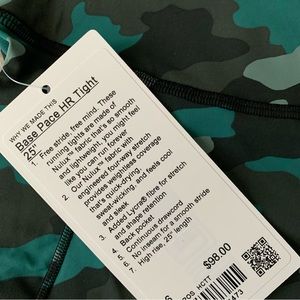 WHY WE MADE THIS
Base Pace HR Tight
25"
1. Free stride, free mind. These
running tights are made of
Nulux™ fabric that's so smooth
and lightweight, you might feel
like you can run forever
2. Our Nulux™ fabric with
engineered four-way stretch
provides weightless coverage
that's quick-drying,
sweat-wicking, and feels cool
and sleek
3. Added Lycra® fibre for stretch
and shape retention
4. Back pocket
5. Continuous drawcord
6. No inseam for a smooth stride
7. High rise, 25" length
$98.00